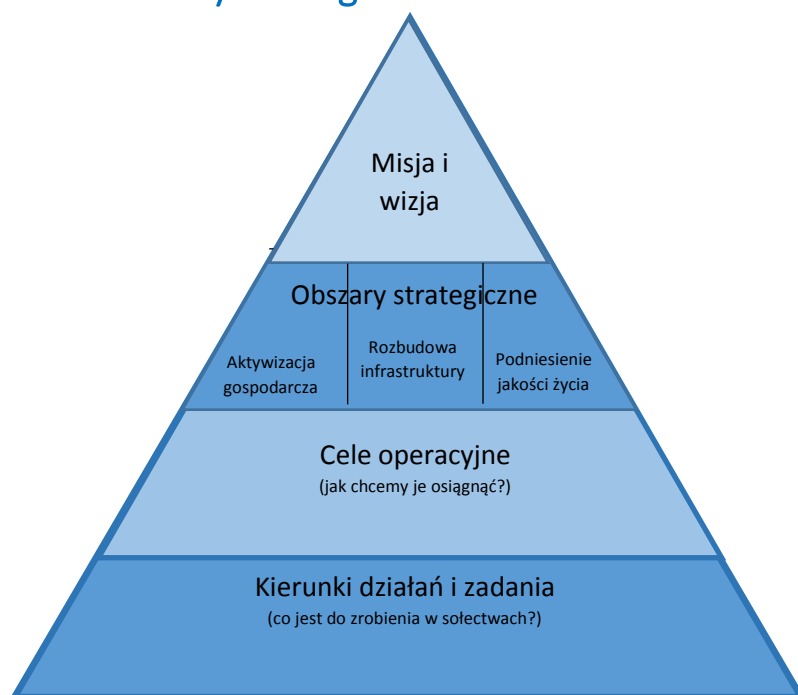 Misja i
wizja
Obszary strategiczne
Aktywizacja
gospodarcza
Rozbudowa
infrastruktury
Podniesienie
jakości życia
Cele operacyjne
(jak chcemy je osiągnąć?)
Kierunki działań i zadania
(co jest do zrobienia w sołectwach?)